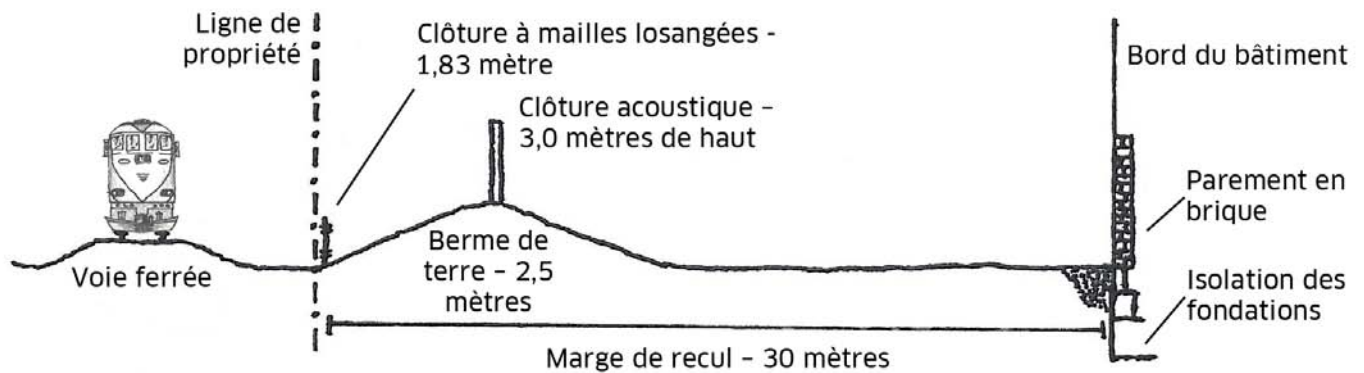 Ligne de
propriété
Clôture à mailles losangées -
1,83 mètre
Clôture acoustique -
3,0 mètres de haut
Bord du bâtiment
Parement en
brique
Voie ferrée
Berme de
terre - 2,5
mètres
Isolation des
fondations
Marge de recul - 30 mètres